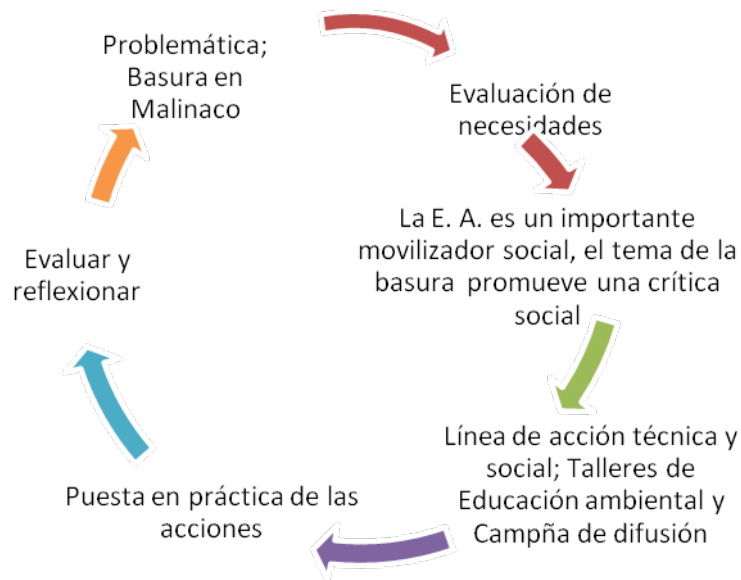 Problemática;
Basura en
Malinaco
Evaluación de
necesidades
La E. A. es un importante
movilizador social, el tema de la
basura promueve una crítica
social
Línea de acción técnica y
social; Talleres de
Educación ambiental y
Campña de difusión
Puesta en práctica de las
acciones
Evaluar y
reflexionar